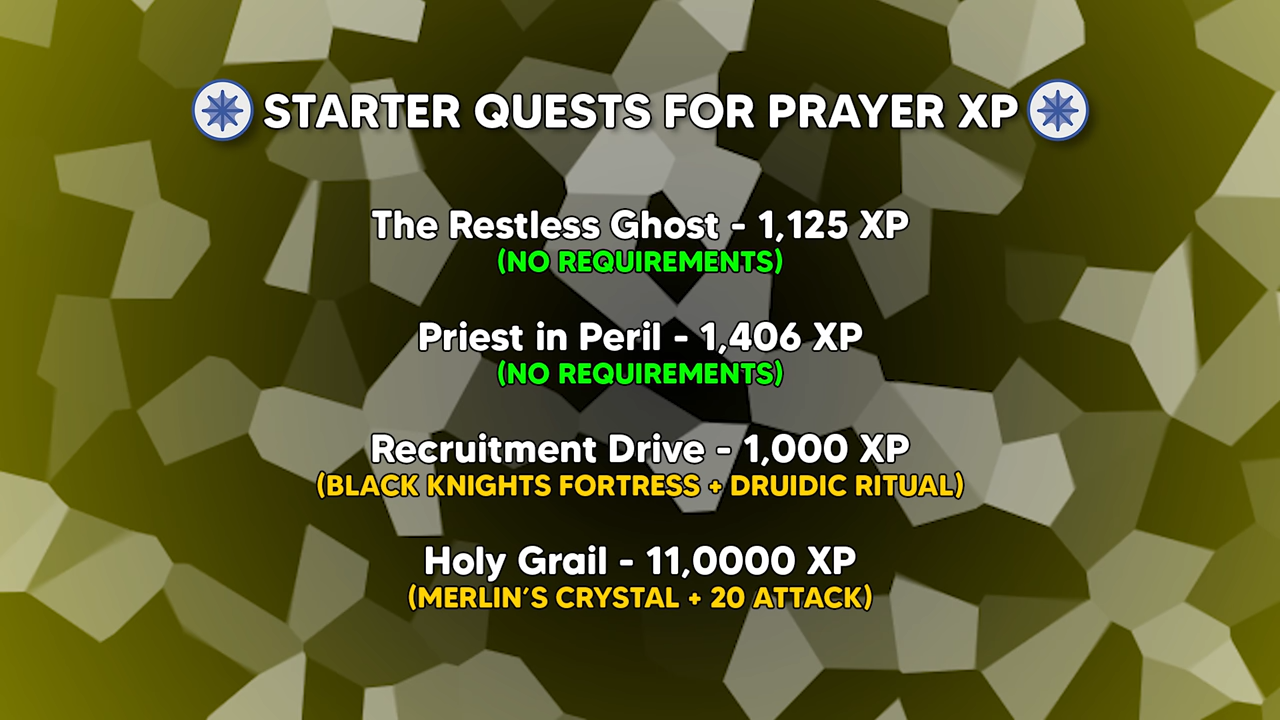 STARTER QUESTS FOR PRAYER XP
The Restless Ghost - 1,125 XP
(NO REQUIREMENTS)
Priest in Peril - 1,406 XP
(NO REQUIREMENTS)
Recruitment Drive - 1,000 XP
(BLACK KNIGHTS FORTRESS + DRUIDIC RITUAL)
Holy Grail - 11,0000 XP
(MERLIN'S CRYSTAL + 20 ATTACK)